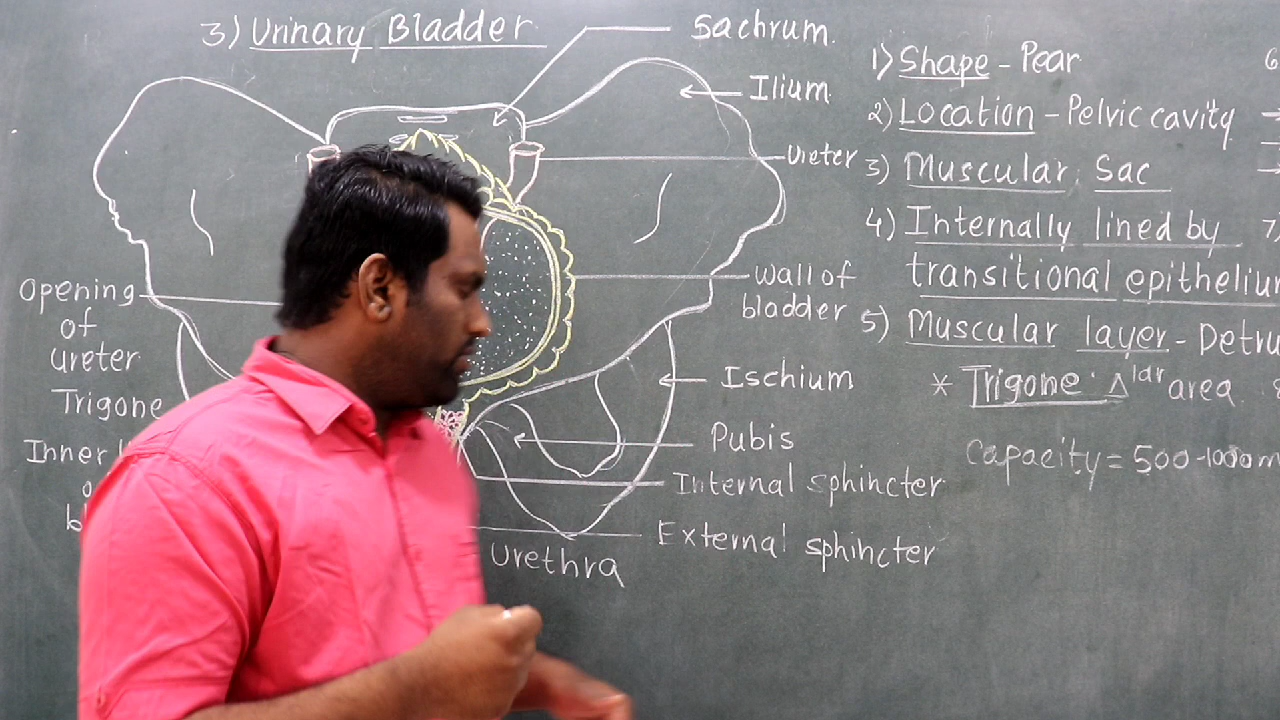 3) Urinary Bladder
Sachrum
Ilium
Ureter
Wall of
bladder
Ischium
Pubis
Internal sphincter
External sphincter
Urethra
Opening
of
ureter
Trigone
Inner
1) Shape - Pear
2) Location - Pelvic cavity
3) Muscular Sac
4) Internally lined by
transitional
5) Muscular layer -
* Trigone. Δlar area
Capacity = 500-1000m
6
7)